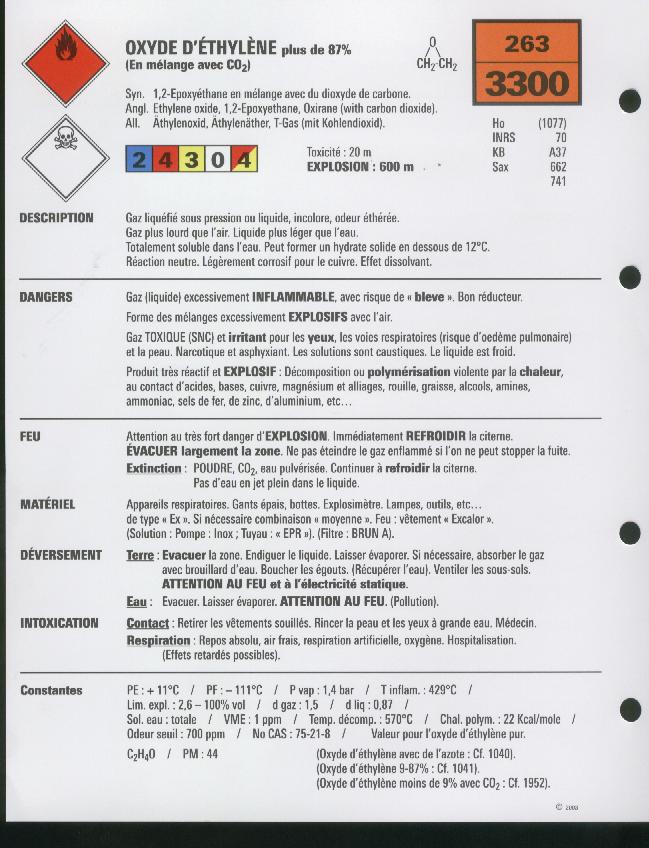 OXYDE D'ÉTHYLÈNE plus de 87%
(En mélange avec CO₂)
O
CH₂-CH₂
263
3300
Syn. 1,2-Epoxyéthane en mélange avec du dioxyde de carbone.
Angl. Ethylene oxide, 1,2-Epoxyethane, Oxirane (with carbon dioxide).
All. Äthylenoxid, Äthylenäther, T-Gas (mit Kohlendioxid).
Ho (1077)
INRS 70
KB A37
Sax 662
741
2 4 3 0 4
Toxicité : 20 m
EXPLOSION : 600 m
DESCRIPTION
Gaz liquéfié sous pression ou liquide, incolore, odeur éthérée.
Gaz plus lourd que l'air. Liquide plus léger que l'eau.
Totalement soluble dans l'eau. Peut former un hydrate solide en dessous de 12°C.
Réaction neutre. Légèrement corrosif pour le cuivre. Effet dissolvant.
DANGERS
Gaz (liquide) excessivement INFLAMMABLE, avec risque de « bleve ». Bon réducteur.
Forme des mélanges excessivement EXPLOSIFS avec l'air.
Gaz TOXIQUE (SNC) et irritant pour les yeux, les voies respiratoires (risque d'oedème pulmonaire)
et la peau. Narcotique et asphyxiant. Les solutions sont caustiques. Le liquide est froid.
Produit très réactif et EXPLOSIF : Décomposition ou polymérisation violente par la chaleur,
au contact d'acides, bases, cuivre, magnésium et alliages, rouille, graisse, alcools, amines,
ammoniac, sels de fer, de zinc, d'aluminium, etc...
FEU
Attention au très fort danger d'EXPLOSION. Immédiatement REFROIDIR la citerne.
ÉVACUER largement la zone. Ne pas éteindre le gaz enflammé si l'on ne peut stopper la fuite.
Extinction : POUDRE, CO₂, eau pulvérisée. Continuer à refroidir la citerne.
Pas d'eau en jet plein dans le liquide.
MATÉRIEL
Appareils respiratoires. Gants épais, bottes. Explosimètre. Lampes, outils, etc...
de type « Ex ». Si nécessaire combinaison « moyenne ». Feu : vêtement « Excalor ».
(Solution : Pompe : Inox ; Tuyau : « EPR »). (Filtre : BRUN A).
DÉVERSEMENT
Terre : Evacuer la zone. Endiguer le liquide. Laisser évaporer. Si nécessaire, absorber le gaz
avec brouillard d'eau. Boucher les égouts. (Récupérer l'eau). Ventiler les sous-sols.
ATTENTION AU FEU et à l'électricité statique.
Eau : Evacuer. Laisser évaporer. ATTENTION AU FEU. (Pollution).
INTOXICATION
Contact : Retirer les vêtements souillés. Rincer la peau et les yeux à grande eau. Médecin.
Respiration : Repos absolu, air frais, respiration artificielle, oxygène. Hospitalisation.
(Effets retardés possibles).
Constantes
PE : + 11°C / PF : – 111°C / P vap : 1,4 bar / T inflam. : 429°C /
Lim. expl. : 2,6 – 100% vol / d gaz : 1,5 / d liq : 0,87 /
Sol. eau : totale / VME : 1 ppm / Temp. décomp. : 570°C / Chal. polym. : 22 Kcal/mole /
Odeur seuil : 700 ppm / No CAS : 75-21-8 / Valeur pour l'oxyde d'éthylène pur.
C₂H₄O / PM : 44
(Oxyde d'éthylène avec de l'azote : Cf. 1040).
(Oxyde d'éthylène 9-87% : Cf. 1041).
(Oxyde d'éthylène moins de 9% avec CO₂ : Cf. 1952).
© 2003